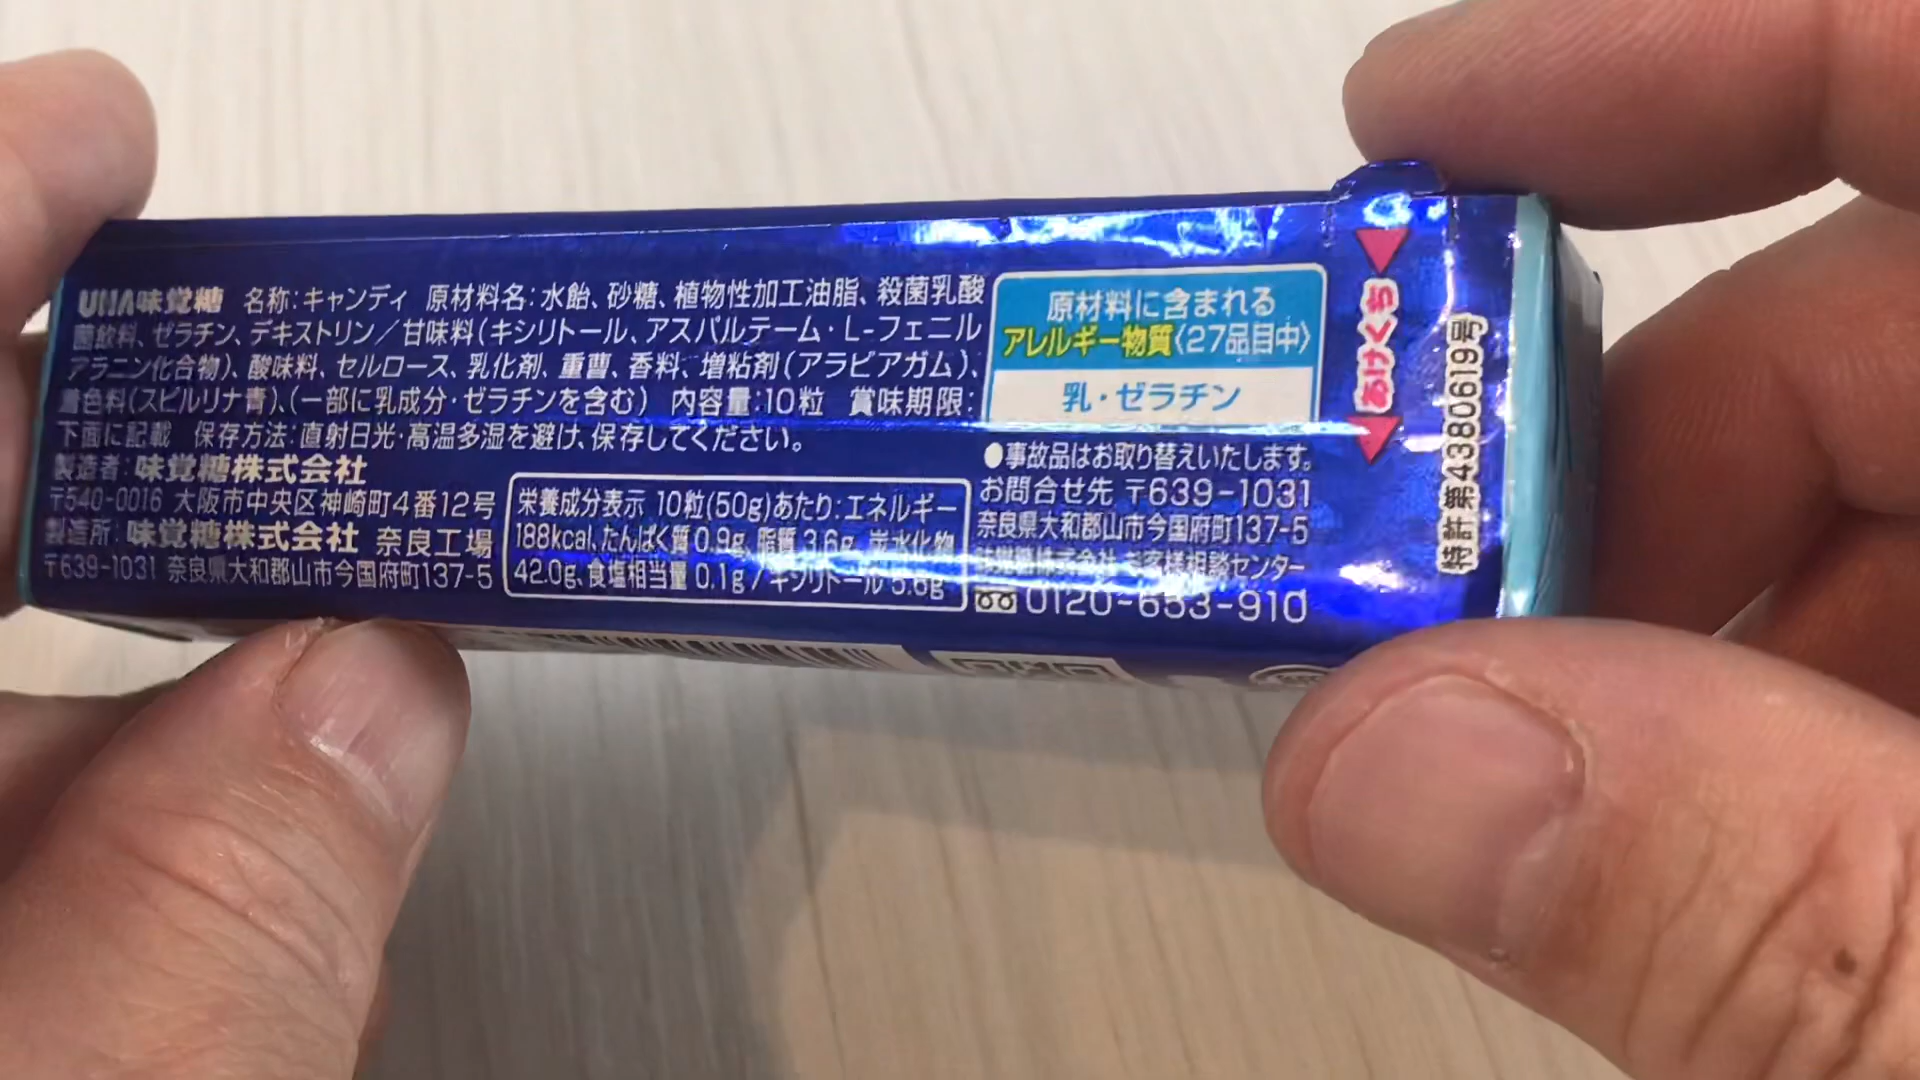 UHA味覚糖 名称:キャンディ 原材料名:水飴、砂糖、植物性加工油脂、殺菌乳酸
菌飲料、ゼラチン、デキストリン／甘味料(キシリトール、アスパルテーム・L-フェニル
アラニン化合物)、酸味料、セルロース、乳化剤、重曹、香料、増粘剤(アラビアガム)、
着色料(スピルリナ青)、(一部に乳成分・ゼラチンを含む) 内容量:10粒 賞味期限:
下面に記載 保存方法:直射日光・高温多湿を避け、保存してください。
製造者:味覚糖株式会社
〒540-0016 大阪市中央区神崎町4番12号
製造所:味覚糖株式会社 奈良工場
〒639-1031 奈良県大和郡山市今国府町137-5
栄養成分表示 10粒(50g)あたり:エネルギー
188kcal、たんぱく質 0.9g、脂質 3.6g、炭水化物
42.0g、食塩相当量 0.1g / キシリトール 5.6g
原材料に含まれる
アレルギー物質〈27品目中〉
乳・ゼラチン
●事故品はお取り替えいたします。
お問合せ先 〒639-1031
奈良県大和郡山市今国府町137-5
味覚糖株式会社 お客様相談センター
0120-653-910
あけくち
特許 第4380619号